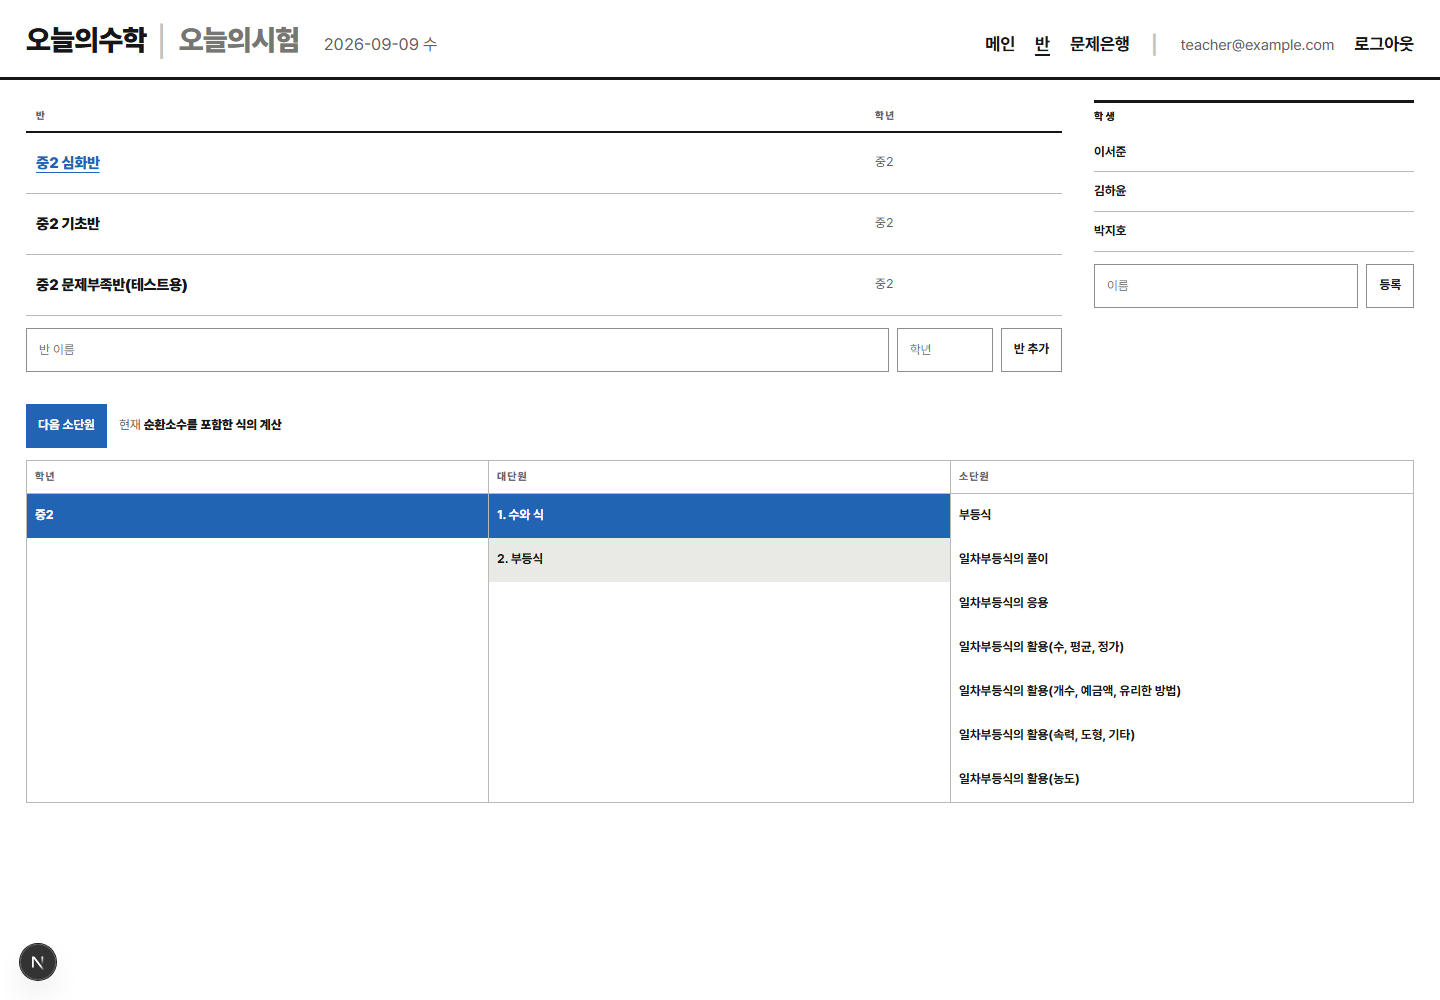 오늘의수학 오늘의시험 2026-09-09 수 메인 반 문제은행 teacher@example.com 로그아웃
반 학년
중2 심화반 중2
중2 기초반 중2
중2 문제부족반(테스트용) 중2
반 이름 학년 반 추가
학생
이서준
김하윤
박지호
이름 등록
다음 소단원 현재 순환소수를 포함한 식의 계산
학년 대단원 소단원
중2 1. 수와 식 부등식
2. 부등식 일차부등식의 풀이
일차부등식의 응용
일차부등식의 활용(수, 평균, 정가)
일차부등식의 활용(개수, 예금액, 유리한 방법)
일차부등식의 활용(속력, 도형, 기타)
일차부등식의 활용(농도)
N